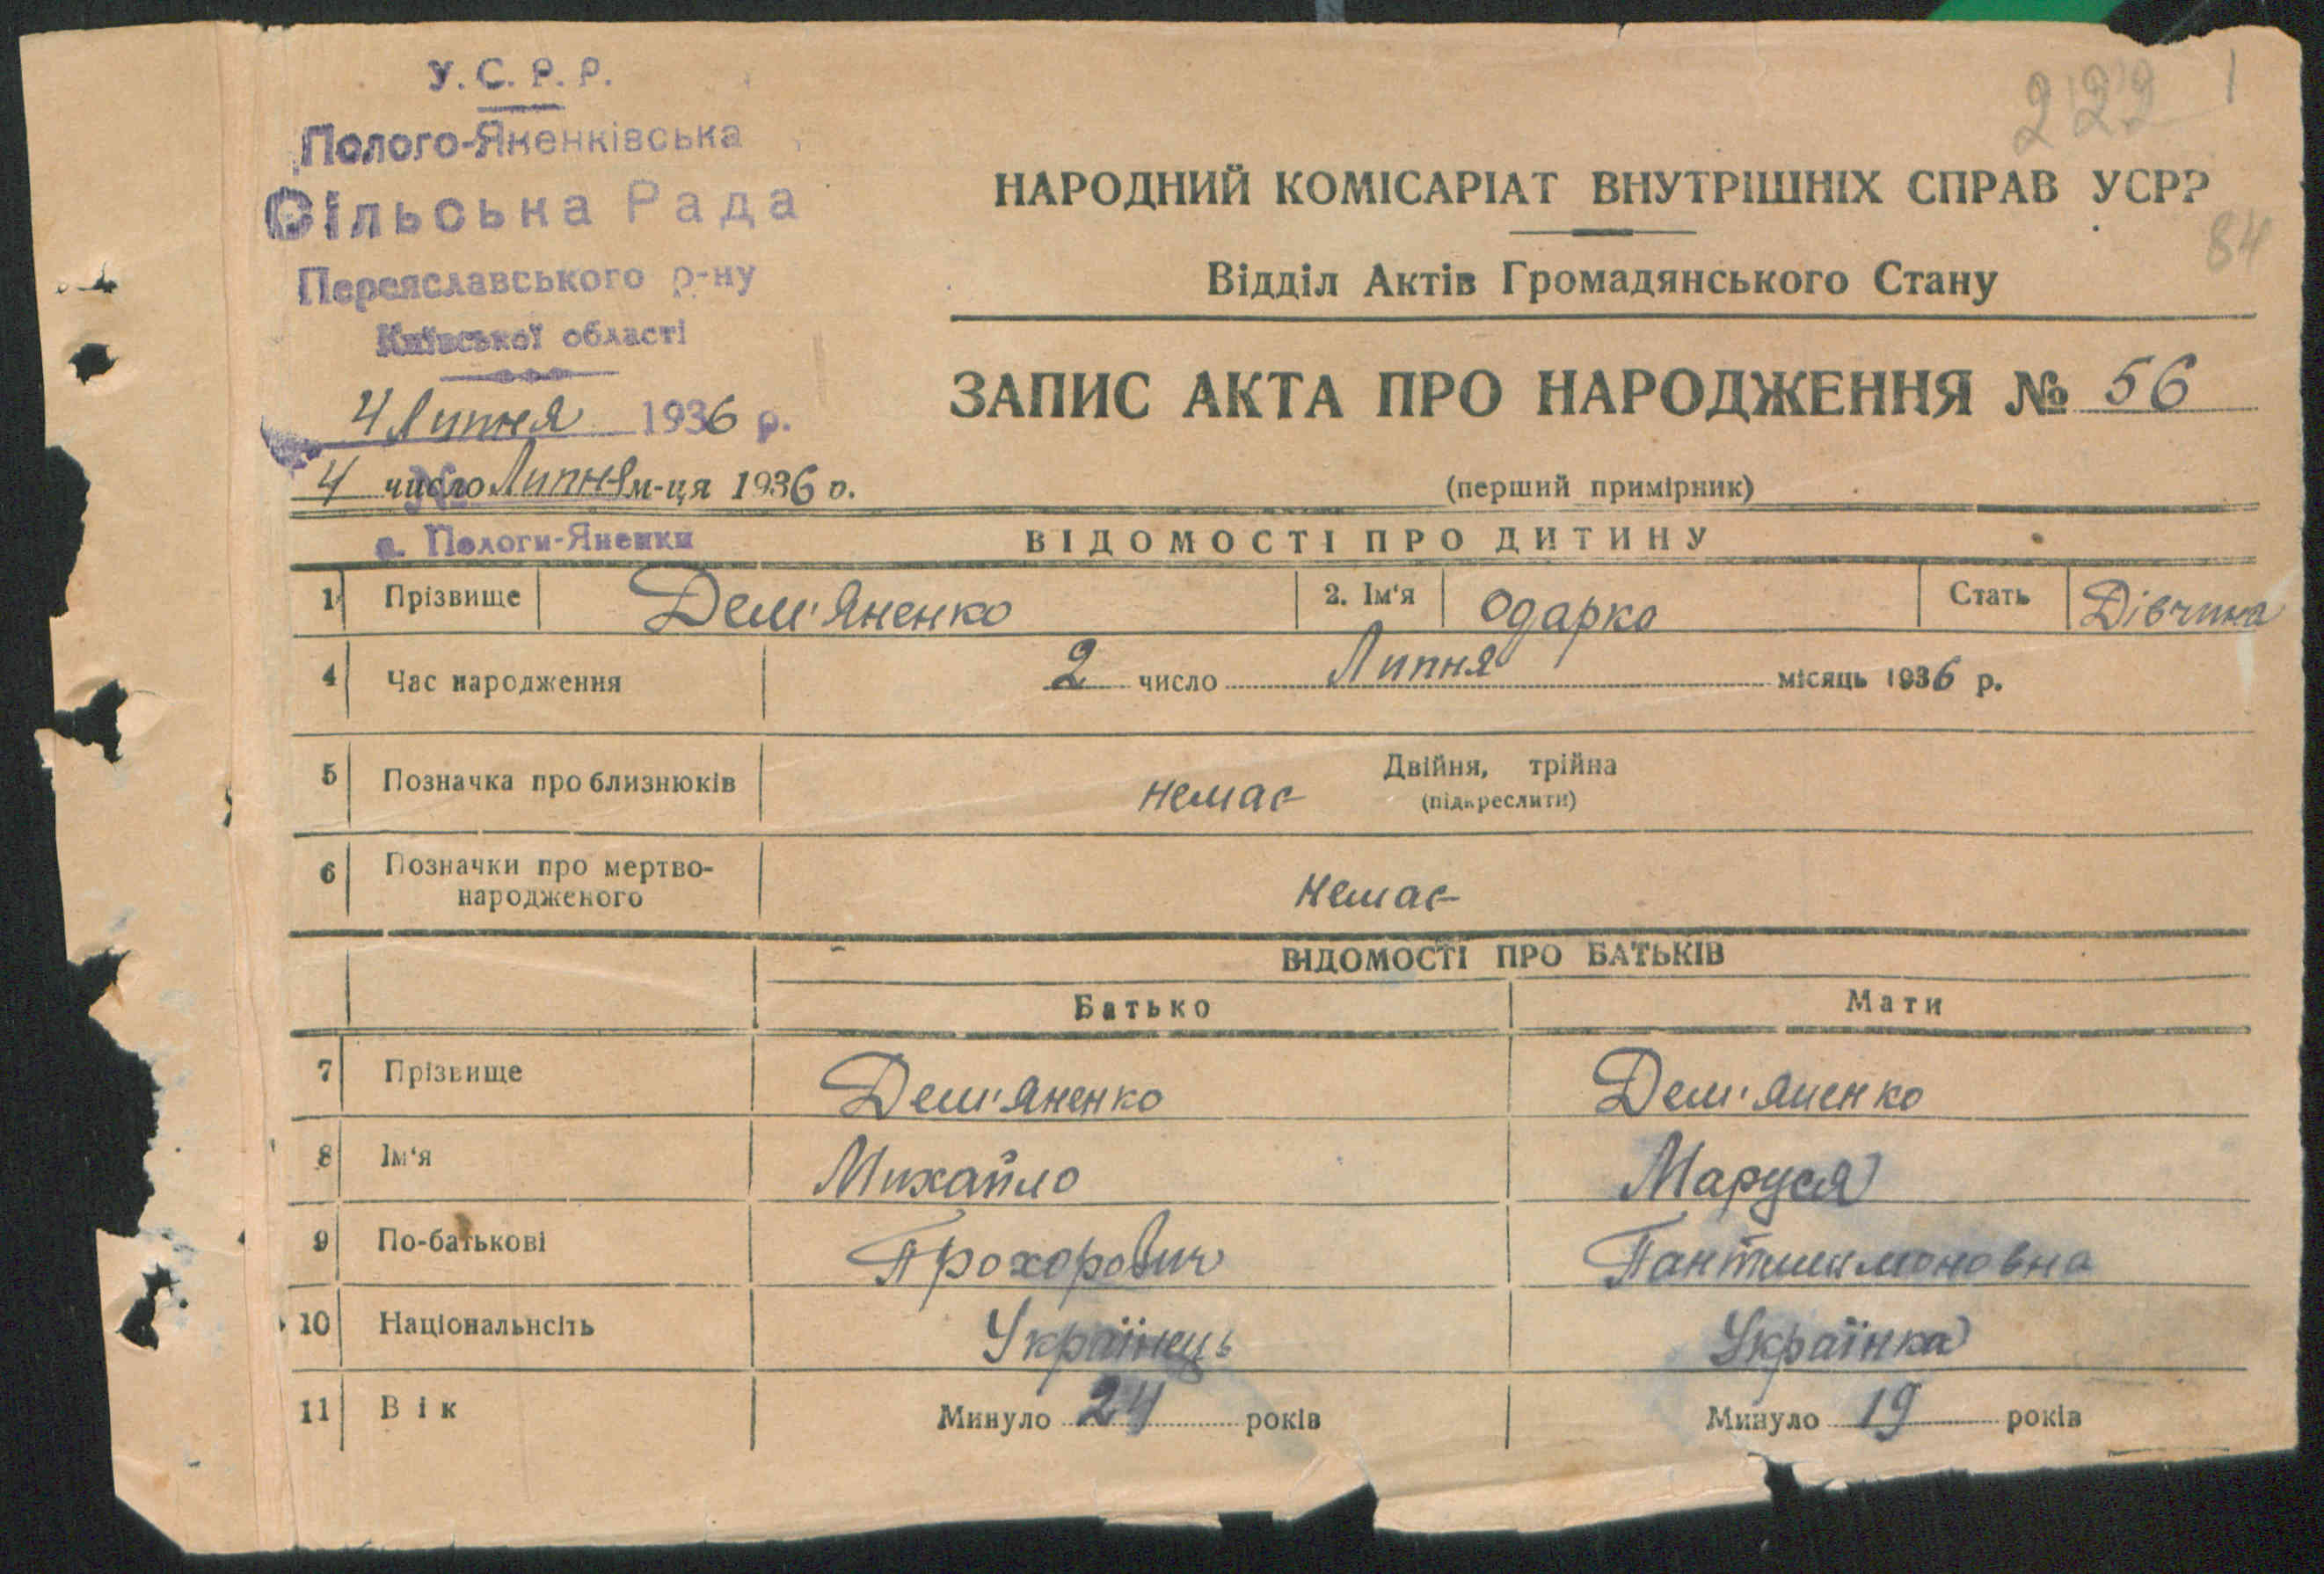 У. С. Р. Р.
Полого-Яненківська
Сільська Рада
Переяславського р-ну
Київської області
4 Липня 1936 р.
4 число Липня м-ця 1936 р.
с. Пологи-Яненки
222 1
84
НАРОДНИЙ КОМІСАРІАТ ВНУТРІШНІХ СПРАВ УСРР
Відділ Актів Громадянського Стану
ЗАПИС АКТА ПРО НАРОДЖЕННЯ № 56
(перший примірник)
ВІДОМОСТІ ПРО ДИТИНУ
1 Прізвище Дем'Яненко 2. Ім'я Одарка Стать Дівчина
4 Час народження 2 число Липня місяць 1936 р.
5 Позначка про близнюків немає Двійня, трійна
(підкреслити)
6 Позначки про мертво-
народженого немає
ВІДОМОСТІ ПРО БАТЬКІВ
Батько Мати
7 Прізвище Дем'Яненко Дем'Яненко
8 Ім'я Михайло Маруся
9 По-батькові Прохорович Пантилимоновна
10 Національнсіть Українець Українка
11 Вік Минуло 24 років Минуло 19 років